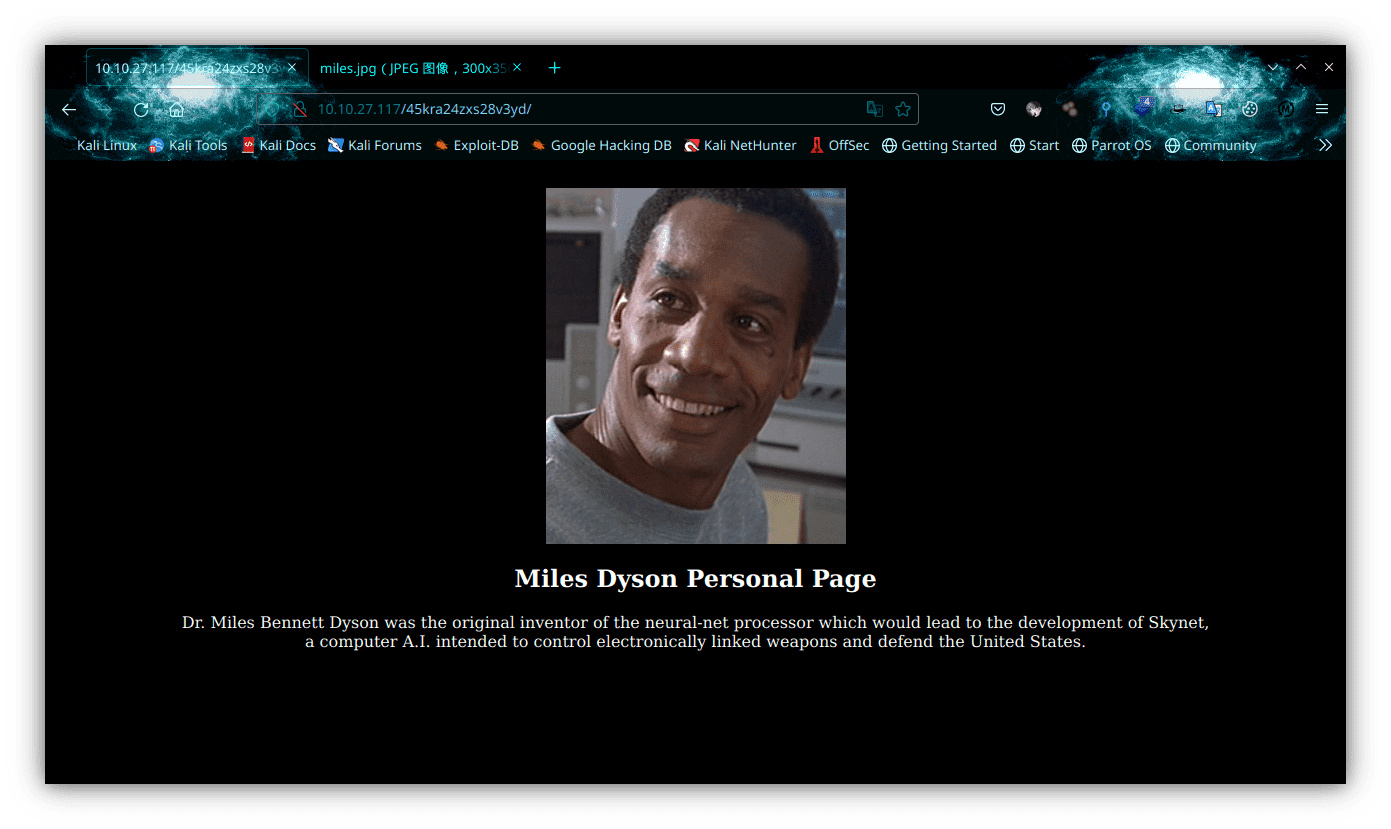 10.10.27.117/45kra24zxs28v3
miles.jpg ( JPEG 图像，300x35
10.10.27.117/45kra24zxs28v3yd/
Kali Linux Kali Tools Kali Docs Kali Forums Exploit-DB Google Hacking DB Kali NetHunter OffSec Getting Started Start Parrot OS Community
Miles Dyson Personal Page
Dr. Miles Bennett Dyson was the original inventor of the neural-net processor which would lead to the development of Skynet,
a computer A.I. intended to control electronically linked weapons and defend the United States.